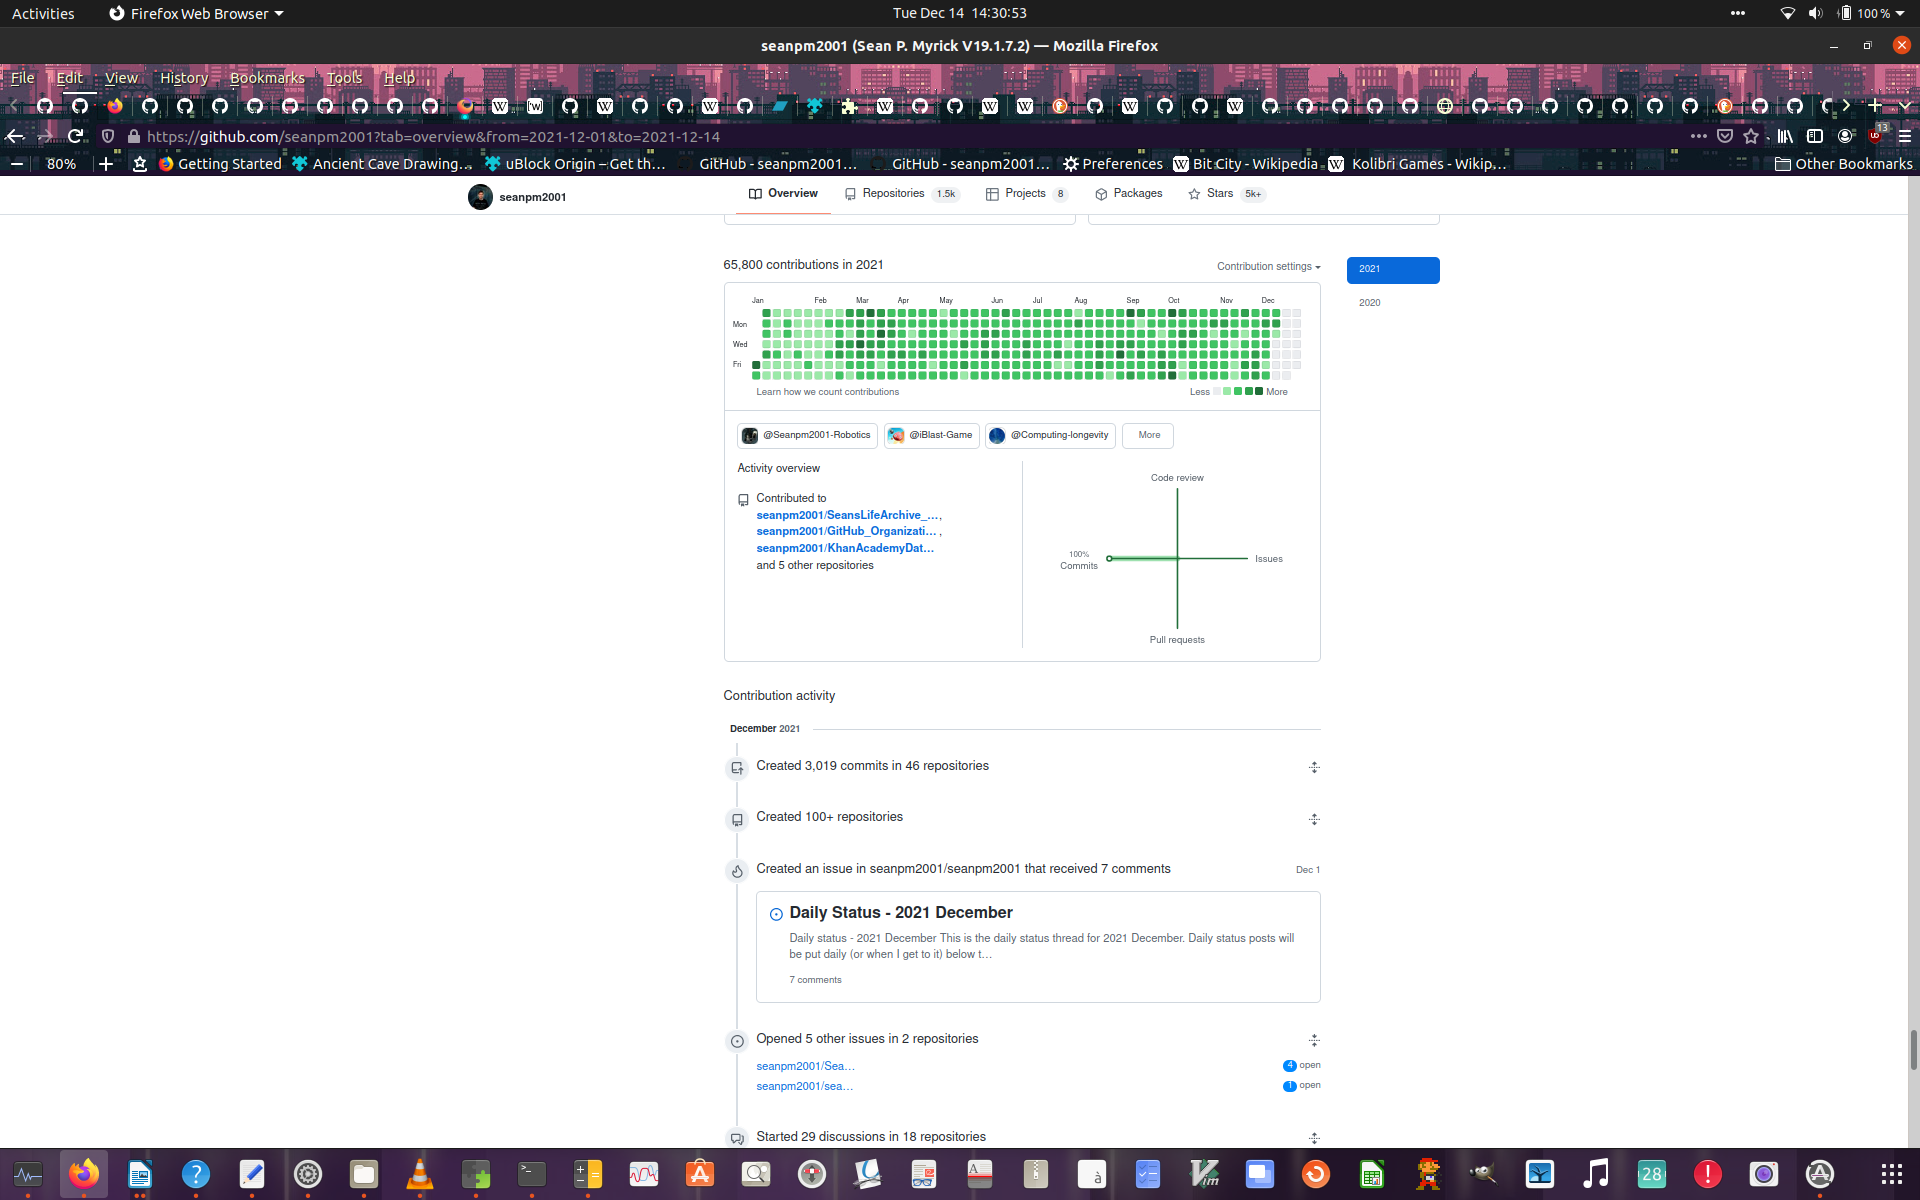 Activities
Firefox Web Browser
Tue Dec 14 14:30:53
100 %
seanpm2001 (Sean P. Myrick V19.1.7.2) — Mozilla Firefox
File Edit View History Bookmarks Tools Help
https://github.com/seanpm2001?tab=overview&from=2021-12-01&to=2021-12-14
13
80%
Getting Started
Ancient Cave Drawing…
uBlock Origin – Get th…
GitHub - seanpm2001…
GitHub - seanpm2001…
Preferences
Bit City - Wikipedia
Kolibri Games - Wikip…
Other Bookmarks
seanpm2001
Overview
Repositories 1.5k
Projects 8
Packages
Stars 5k+
65,800 contributions in 2021
Contribution settings
2021
2020
Jan Feb Mar Apr May Jun Jul Aug Sep Oct Nov Dec
Mon
Wed
Fri
Learn how we count contributions
Less More
@Seanpm2001-Robotics
@iBlast-Game
@Computing-longevity
More
Activity overview
Contributed to
seanpm2001/SeansLifeArchive_…,
seanpm2001/GitHub_Organizati…,
seanpm2001/KhanAcademyDat…
and 5 other repositories
Code review
100%
Commits
Issues
Pull requests
Contribution activity
December 2021
Created 3,019 commits in 46 repositories
Created 100+ repositories
Created an issue in seanpm2001/seanpm2001 that received 7 comments
Dec 1
Daily Status - 2021 December
Daily status - 2021 December This is the daily status thread for 2021 December. Daily status posts will
be put daily (or when I get to it) below t…
7 comments
Opened 5 other issues in 2 repositories
seanpm2001/Sea…
4 open
seanpm2001/sea…
1 open
Started 29 discussions in 18 repositories
28